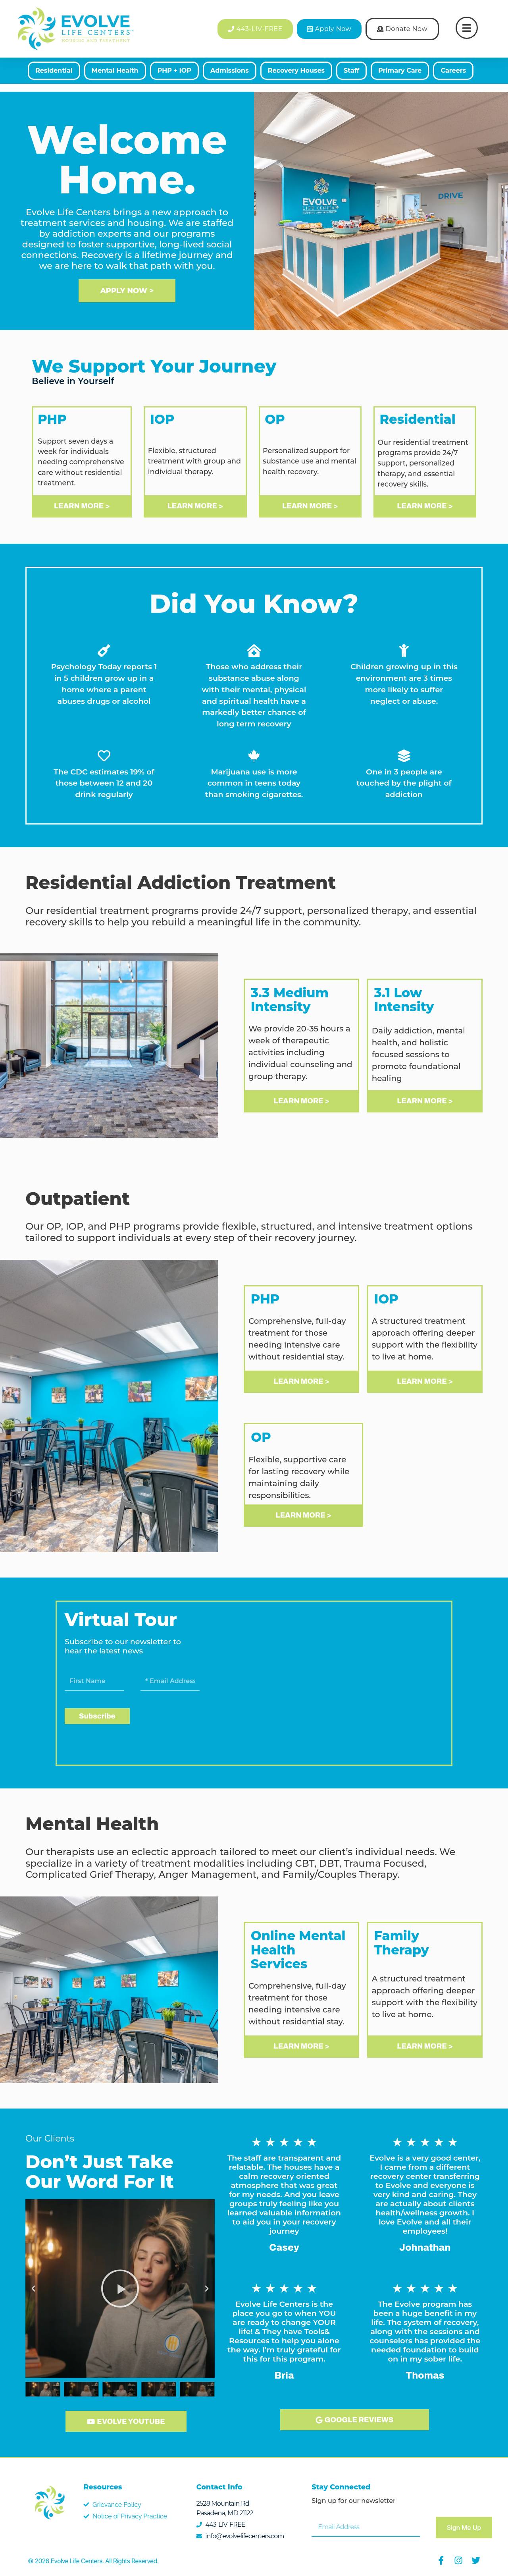 EVOLVE
LIFE CENTERS™
HOUSING AND TREATMENT
443-LIV-FREE
Apply Now
Donate Now
Residential
Mental Health
PHP + IOP
Admissions
Recovery Houses
Staff
Primary Care
Careers
Welcome
Home.
Evolve Life Centers brings a new approach to
treatment services and housing. We are staffed
by addiction experts and our programs
designed to foster supportive, long-lived social
connections. Recovery is a lifetime journey and
we are here to walk that path with you.
APPLY NOW >
EVOLVE
LIFE CENTERS
DRIVE
We Support Your Journey
Believe in Yourself
PHP
Support seven days a
week for individuals
needing comprehensive
care without residential
treatment.
LEARN MORE >
IOP
Flexible, structured
treatment with group and
individual therapy.
LEARN MORE >
OP
Personalized support for
substance use and mental
health recovery.
LEARN MORE >
Residential
Our residential treatment
programs provide 24/7
support, personalized
therapy, and essential
recovery skills.
LEARN MORE >
Did You Know?
Psychology Today reports 1
in 5 children grow up in a
home where a parent
abuses drugs or alcohol
Those who address their
substance abuse along
with their mental, physical
and spiritual health have a
markedly better chance of
long term recovery
Children growing up in this
environment are 3 times
more likely to suffer
neglect or abuse.
The CDC estimates 19% of
those between 12 and 20
drink regularly
Marijuana use is more
common in teens today
than smoking cigarettes.
One in 3 people are
touched by the plight of
addiction
Residential Addiction Treatment
Our residential treatment programs provide 24/7 support, personalized therapy, and essential
recovery skills to help you rebuild a meaningful life in the community.
3.3 Medium
Intensity
We provide 20-35 hours a
week of therapeutic
activities including
individual counseling and
group therapy.
LEARN MORE >
3.1 Low
Intensity
Daily addiction, mental
health, and holistic
focused sessions to
promote foundational
healing
LEARN MORE >
Outpatient
Our OP, IOP, and PHP programs provide flexible, structured, and intensive treatment options
tailored to support individuals at every step of their recovery journey.
PHP
Comprehensive, full-day
treatment for those
needing intensive care
without residential stay.
LEARN MORE >
IOP
A structured treatment
approach offering deeper
support with the flexibility
to live at home.
LEARN MORE >
OP
Flexible, supportive care
for lasting recovery while
maintaining daily
responsibilities.
LEARN MORE >
Virtual Tour
Subscribe to our newsletter to
hear the latest news
First Name
* Email Address
Subscribe
Mental Health
Our therapists use an eclectic approach tailored to meet our client's individual needs. We
specialize in a variety of treatment modalities including CBT, DBT, Trauma Focused,
Complicated Grief Therapy, Anger Management, and Family/Couples Therapy.
Online Mental
Health
Services
Comprehensive, full-day
treatment for those
needing intensive care
without residential stay.
LEARN MORE >
Family
Therapy
A structured treatment
approach offering deeper
support with the flexibility
to live at home.
LEARN MORE >
Our Clients
Don't Just Take
Our Word For It
EVOLVE YOUTUBE
The staff are transparent and
relatable. The houses have a
calm recovery oriented
atmosphere that was great
for my needs. And you leave
groups truly feeling like you
learned valuable information
to aid you in your recovery
journey
Casey
Evolve is a very good center,
I came from a different
recovery center transferring
to Evolve and everyone is
very kind and caring. They
are actually about clients
health/wellness growth. I
love Evolve and all their
employees!
Johnathan
Evolve Life Centers is the
place you go to when YOU
are ready to change YOUR
life! & They have Tools&
Resources to help you alone
the way. I'm truly grateful for
this for this program.
Bria
The Evolve program has
been a huge benefit in my
life. The system of recovery,
along with the sessions and
counselors has provided the
needed foundation to build
on in my sober life.
Thomas
GOOGLE REVIEWS
Resources
Grievance Policy
Notice of Privacy Practice
Contact Info
2528 Mountain Rd
Pasadena, MD 21122
443-LIV-FREE
info@evolvelifecenters.com
Stay Connected
Sign up for our newsletter
Email Address
Sign Me Up
© 2026 Evolve Life Centers. All Rights Reserved.